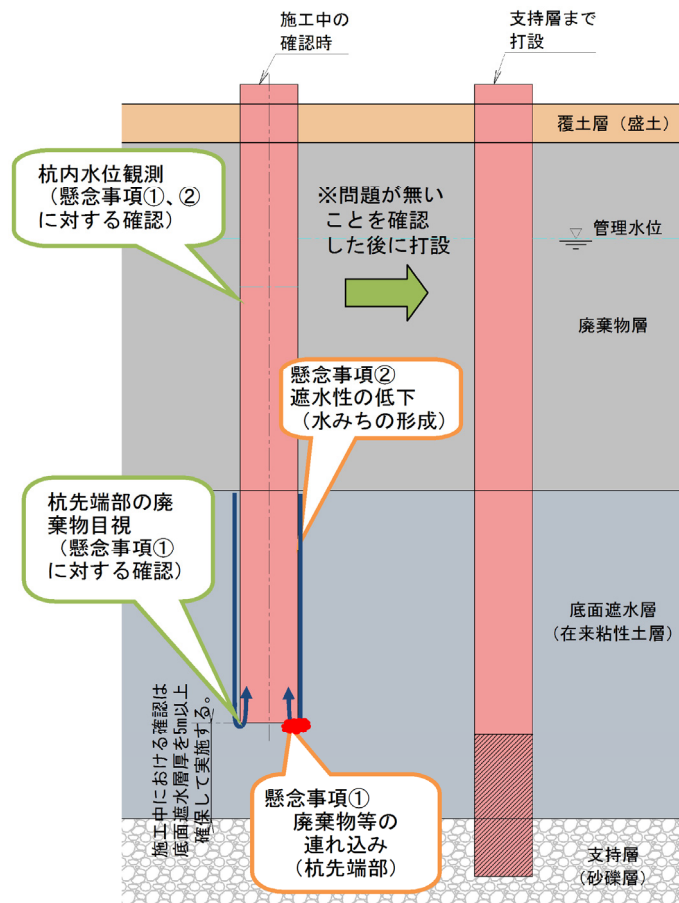 施工中の
確認時
支持層まで
打設
覆土層（盛土）
杭内水位観測
（懸念事項①、②
に対する確認）
※問題が無い
ことを確認
した後に打設
管理水位
廃棄物層
懸念事項②
遮水性の低下
（水みちの形成）
杭先端部の廃
棄物目視
（懸念事項①
に対する確認）
底面遮水層
（在来粘性土層）
施工中における確認は
底面遮水層厚を5m以上
確保して実施する。
懸念事項①
廃棄物等の
連れ込み
（杭先端部）
支持層
（砂礫層）